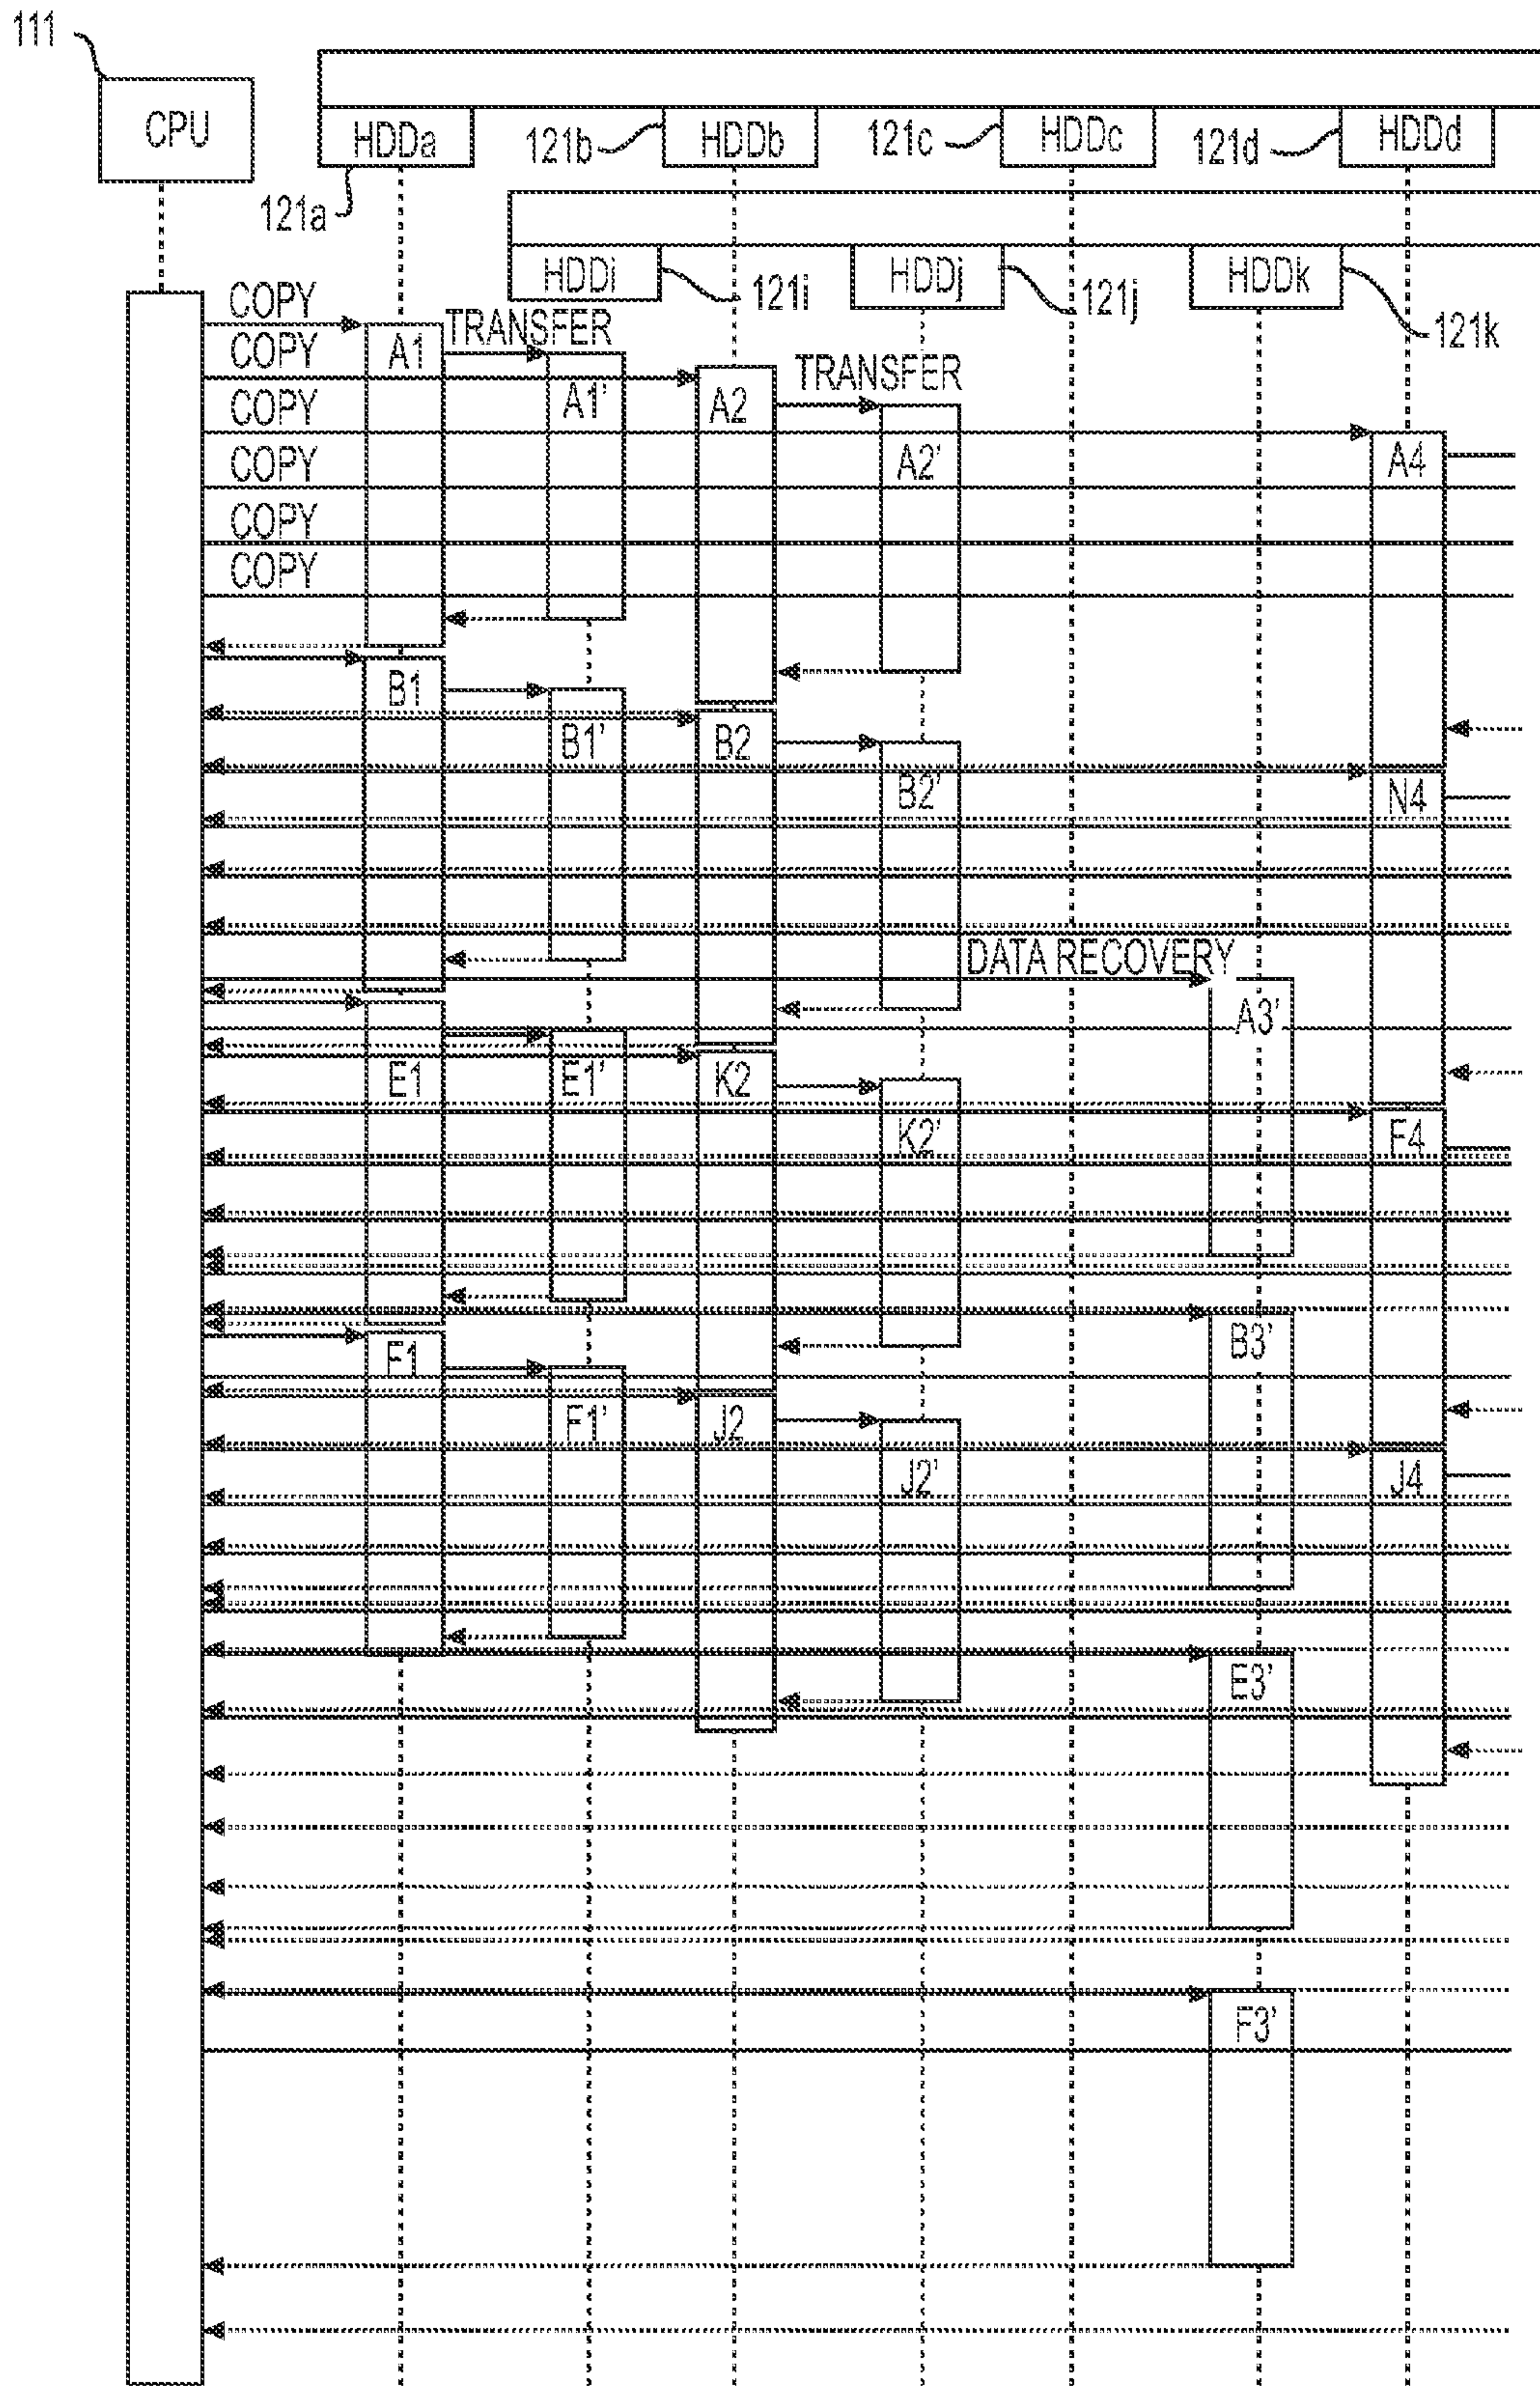 111
CPU
HDDa
121b
HDDb
121c
HDDc
121d
HDDd
121a
HDDi
121i
HDDj
121j
HDDk
121k
COPY
COPY
COPY
COPY
COPY
COPY
TRANSFER
TRANSFER
A1
A1'
A2
A2'
A4
B1
B1'
B2
B2'
N4
DATA RECOVERY
A3'
E1
E1'
K2
K2'
F4
B3'
F1
F1'
J2
J2'
J4
E3'
F3'